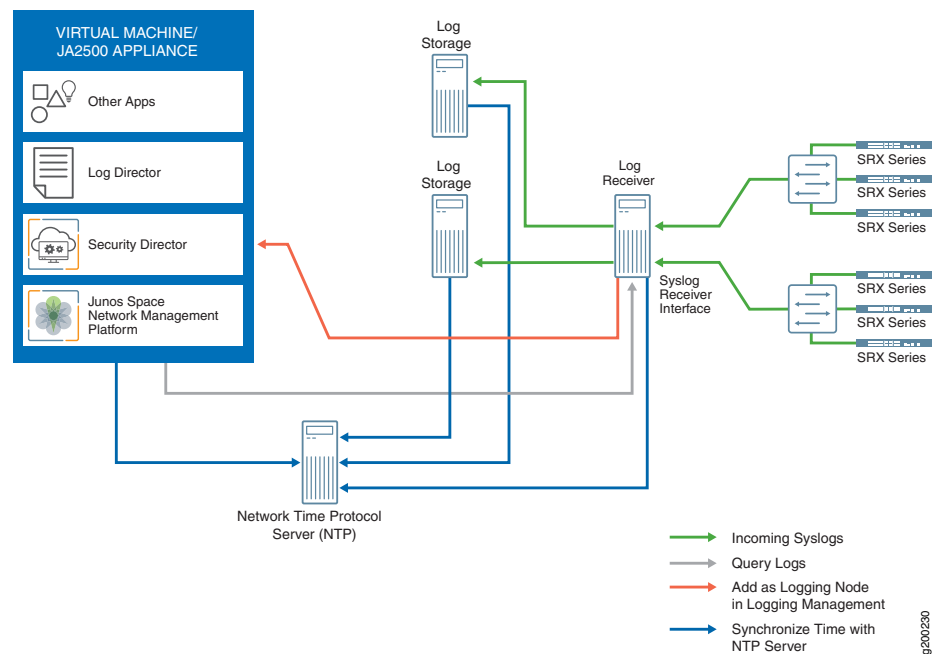 VIRTUAL MACHINE/
JA2500 APPLIANCE
Other Apps
Log Director
Security Director
Junos Space
Network Management
Platform
Log
Storage
Log
Storage
Log
Receiver
Syslog
Receiver
Interface
SRX Series
SRX Series
SRX Series
SRX Series
SRX Series
SRX Series
Network Time Protocol
Server (NTP)
Incoming Syslogs
Query Logs
Add as Logging Node
in Logging Management
Synchronize Time with
NTP Server
g200230